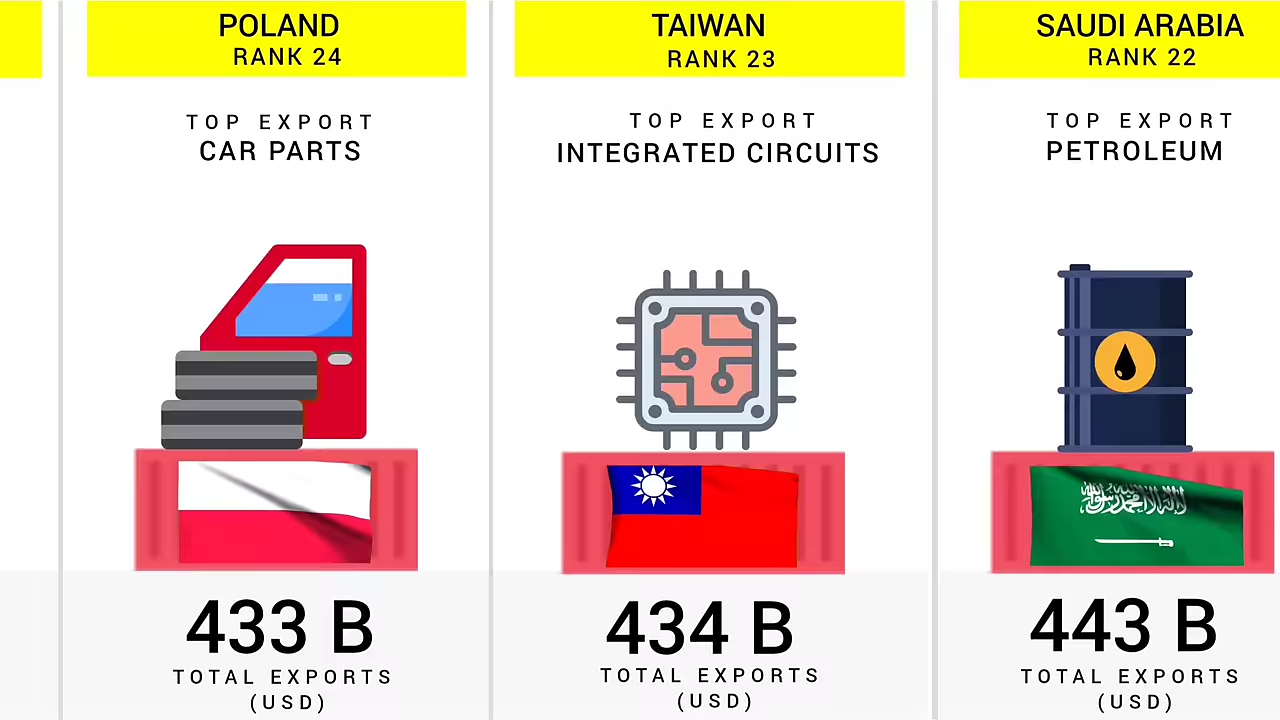 POLAND
RANK 24
TOP EXPORT
CAR PARTS
433 B
TOTAL EXPORTS
(USD)
TAIWAN
RANK 23
TOP EXPORT
INTEGRATED CIRCUITS
434 B
TOTAL EXPORTS
(USD)
SAUDI ARABIA
RANK 22
TOP EXPORT
PETROLEUM
443 B
TOTAL EXPORTS
(USD)